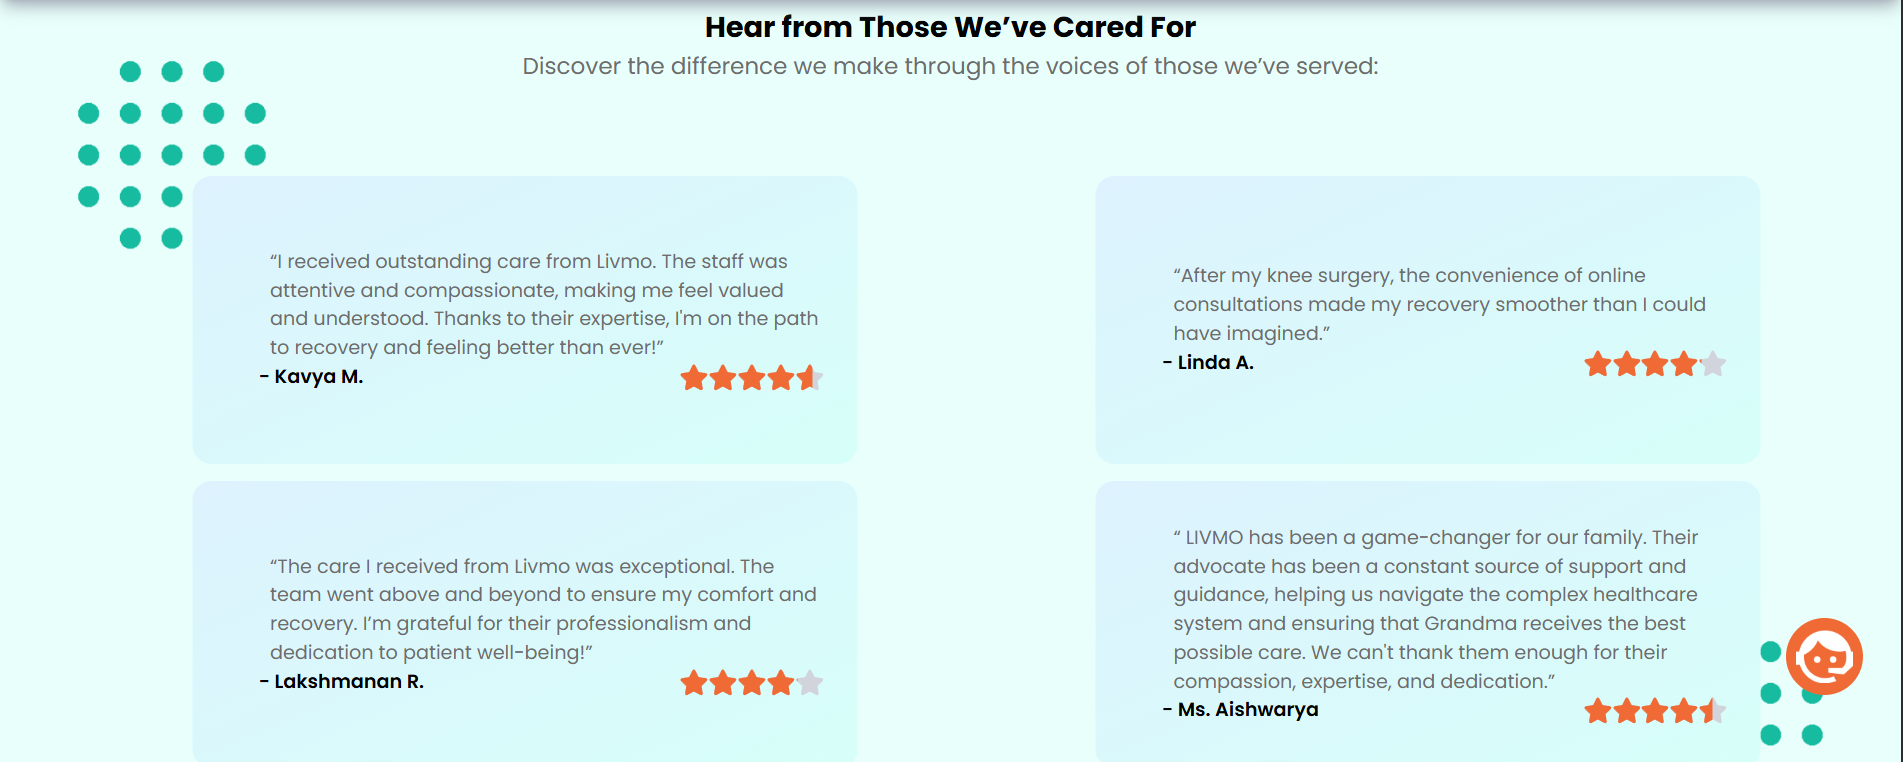 Hear from Those We’ve Cared For
Discover the difference we make through the voices of those we’ve served:
“I received outstanding care from Livmo. The staff was
attentive and compassionate, making me feel valued
and understood. Thanks to their expertise, I'm on the path
to recovery and feeling better than ever!”
- Kavya M.
“After my knee surgery, the convenience of online
consultations made my recovery smoother than I could
have imagined.”
- Linda A.
“The care I received from Livmo was exceptional. The
team went above and beyond to ensure my comfort and
recovery. I’m grateful for their professionalism and
dedication to patient well-being!”
- Lakshmanan R.
“ LIVMO has been a game-changer for our family. Their
advocate has been a constant source of support and
guidance, helping us navigate the complex healthcare
system and ensuring that Grandma receives the best
possible care. We can't thank them enough for their
compassion, expertise, and dedication.”
- Ms. Aishwarya